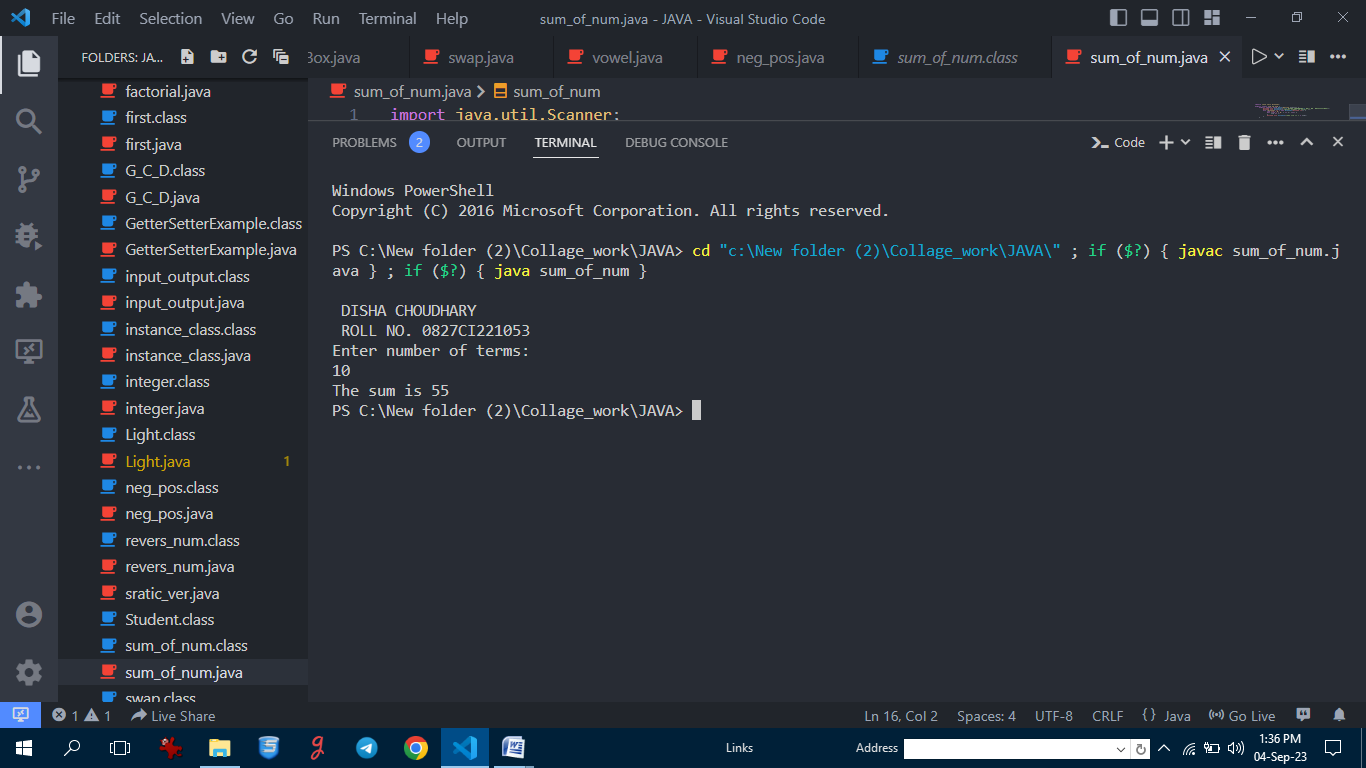 File Edit Selection View Go Run Terminal Help
sum_of_num.java - JAVA - Visual Studio Code
FOLDERS: JA...
Box.java
swap.java
vowel.java
neg_pos.java
sum_of_num.class
sum_of_num.java
factorial.java
first.class
first.java
G_C_D.class
G_C_D.java
GetterSetterExample.class
GetterSetterExample.java
input_output.class
input_output.java
instance_class.class
instance_class.java
integer.class
integer.java
Light.class
Light.java 1
neg_pos.class
neg_pos.java
revers_num.class
revers_num.java
sratic_ver.java
Student.class
sum_of_num.class
sum_of_num.java
swap.class
sum_of_num.java > sum_of_num
1 import java.util.Scanner;
PROBLEMS 2 OUTPUT TERMINAL DEBUG CONSOLE
Code
Windows PowerShell
Copyright (C) 2016 Microsoft Corporation. All rights reserved.
PS C:\New folder (2)\Collage_work\JAVA> cd "c:\New folder (2)\Collage_work\JAVA\" ; if ($?) { javac sum_of_num.j
ava } ; if ($?) { java sum_of_num }
DISHA CHOUDHARY
ROLL NO. 0827CI221053
Enter number of terms:
10
The sum is 55
PS C:\New folder (2)\Collage_work\JAVA>
1 1 Live Share
Ln 16, Col 2 Spaces: 4 UTF-8 CRLF {} Java Go Live
Links
Address
1:36 PM
04-Sep-23